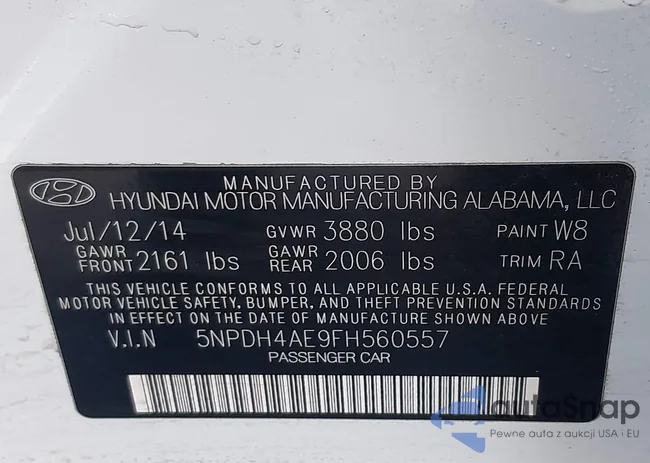 MANUFACTURED BY
HYUNDAI MOTOR MANUFACTURING ALABAMA, LLC
Jul/12/14 GVWR 3880 lbs PAINT W8
GAWR FRONT 2161 lbs GAWR REAR 2006 lbs TRIM RA
THIS VEHICLE CONFORMS TO ALL APPLICABLE U.S.A. FEDERAL
MOTOR VEHICLE SAFETY, BUMPER, AND THEFT PREVENTION STANDARDS
IN EFFECT ON THE DATE OF MANUFACTURE SHOWN ABOVE.
V.I.N 5NPDH4AE9FH560557
PASSENGER CAR
autaSnap
Pewne auta z aukcji USA i EU